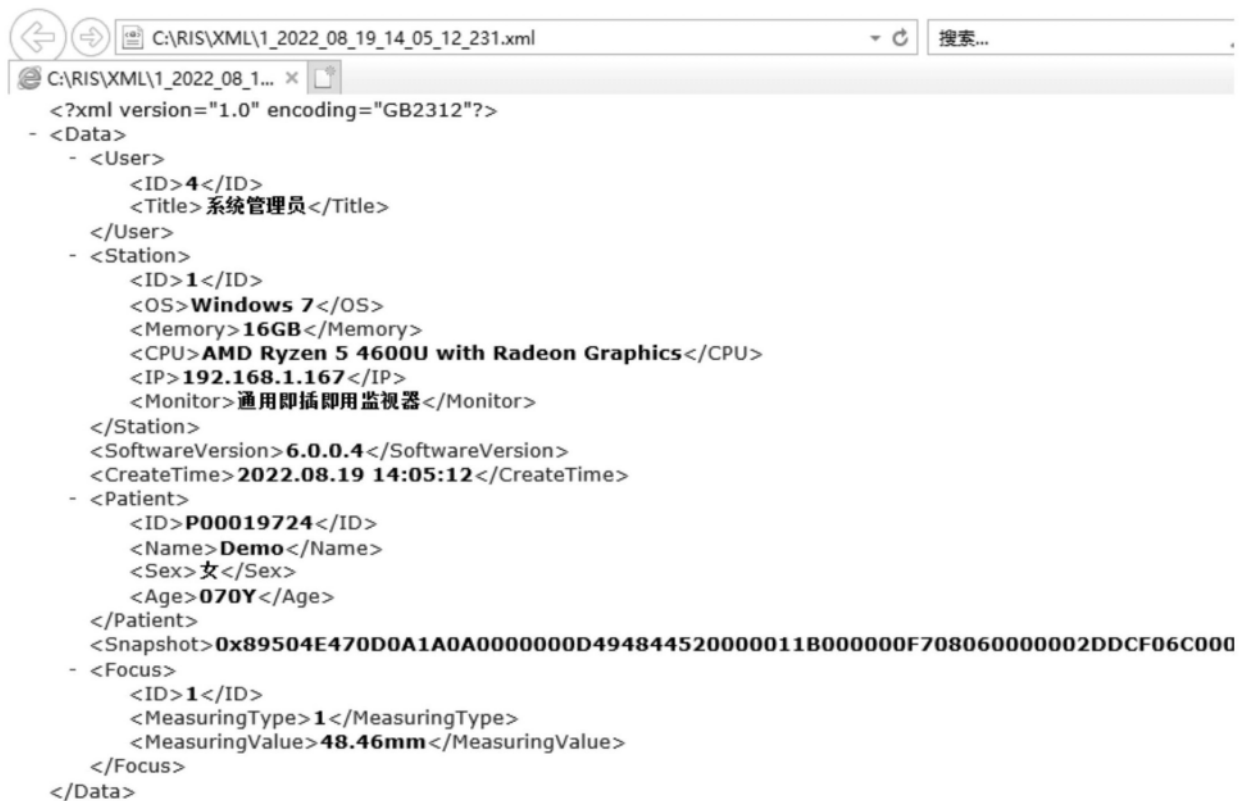 C:\RIS\XML\1_2022_08_19_14_05_12_231.xml
搜索...
C:\RIS\XML\1_2022_08_1...
<?xml version="1.0" encoding="GB2312"?>
- <Data>
- <User>
<ID>4</ID>
<Title>系统管理员</Title>
</User>
- <Station>
<ID>1</ID>
<OS>Windows 7</OS>
<Memory>16GB</Memory>
<CPU>AMD Ryzen 5 4600U with Radeon Graphics</CPU>
<IP>192.168.1.167</IP>
<Monitor>通用即插即用监视器</Monitor>
</Station>
<SoftwareVersion>6.0.0.4</SoftwareVersion>
<CreateTime>2022.08.19 14:05:12</CreateTime>
- <Patient>
<ID>P00019724</ID>
<Name>Demo</Name>
<Sex>女</Sex>
<Age>070Y</Age>
</Patient>
<Snapshot>0x89504E470D0A1A0A0000000D494844520000011B000000F708060000002DDCF06C000
- <Focus>
<ID>1</ID>
<MeasuringType>1</MeasuringType>
<MeasuringValue>48.46mm</MeasuringValue>
</Focus>
</Data>